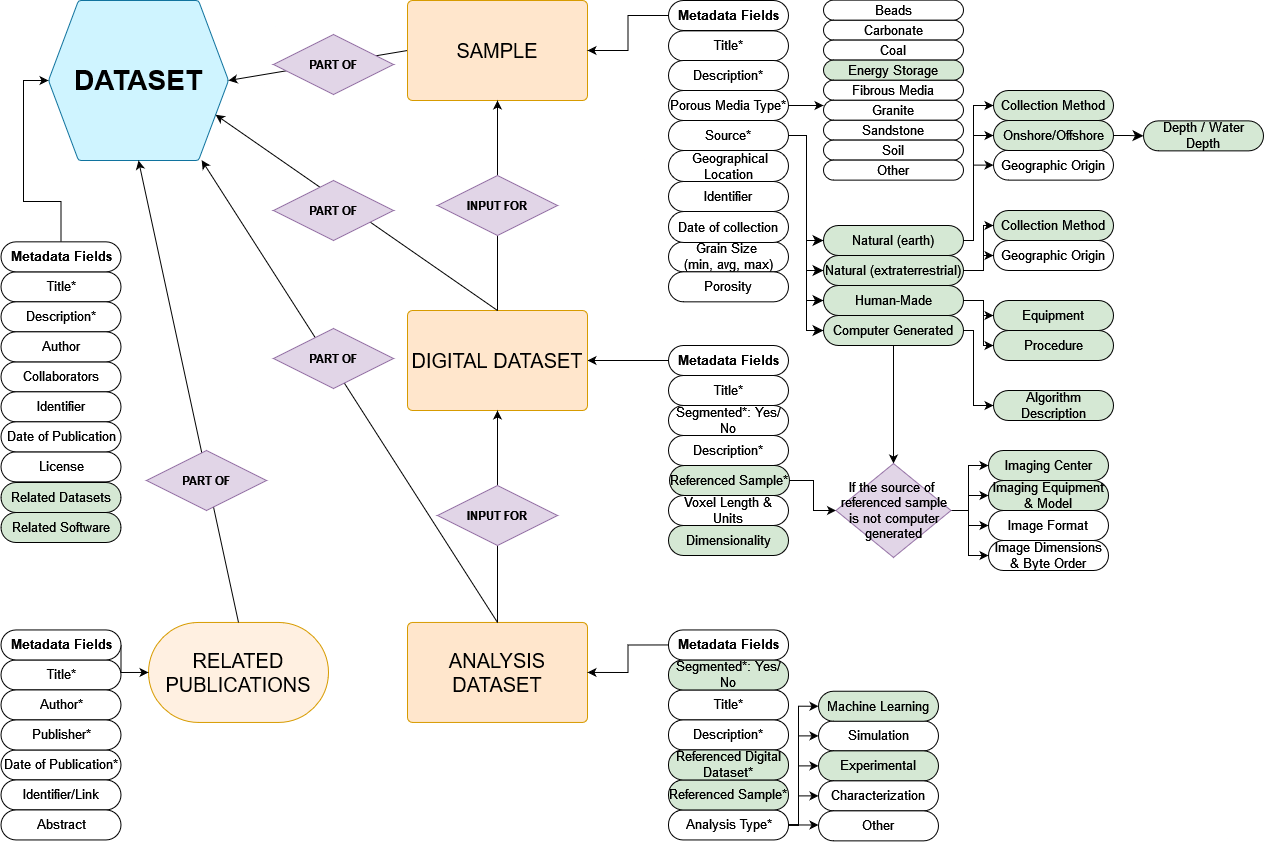 DATASET
PART OF
SAMPLE
PART OF
INPUT FOR
DIGITAL DATASET
PART OF
INPUT FOR
ANALYSIS
DATASET
PART OF
RELATED
PUBLICATIONS
Metadata Fields
Title*
Description*
Author
Collaborators
Identifier
Date of Publication
License
Related Datasets
Related Software
Metadata Fields
Title*
Author*
Publisher*
Date of Publication*
Identifier/Link
Abstract
Metadata Fields
Title*
Description*
Porous Media Type*
Source*
Geographical
Location
Identifier
Date of collection
Grain Size
(min, avg, max)
Porosity
Beads
Carbonate
Coal
Energy Storage
Fibrous Media
Granite
Sandstone
Soil
Other
Natural (earth)
Natural (extraterrestrial)
Human-Made
Computer Generated
Collection Method
Onshore/Offshore
Geographic Origin
Depth / Water
Depth
Collection Method
Geographic Origin
Equipment
Procedure
Algorithm
Description
Metadata Fields
Title*
Segmented*: Yes/
No
Description*
Referenced Sample*
Voxel Length &
Units
Dimensionality
If the source of
referenced sample
is not computer
generated
Imaging Center
Imaging Equipment
& Model
Image Format
Image Dimensions
& Byte Order
Metadata Fields
Segmented*: Yes/
No
Title*
Description*
Referenced Digital
Dataset*
Referenced Sample*
Analysis Type*
Machine Learning
Simulation
Experimental
Characterization
Other